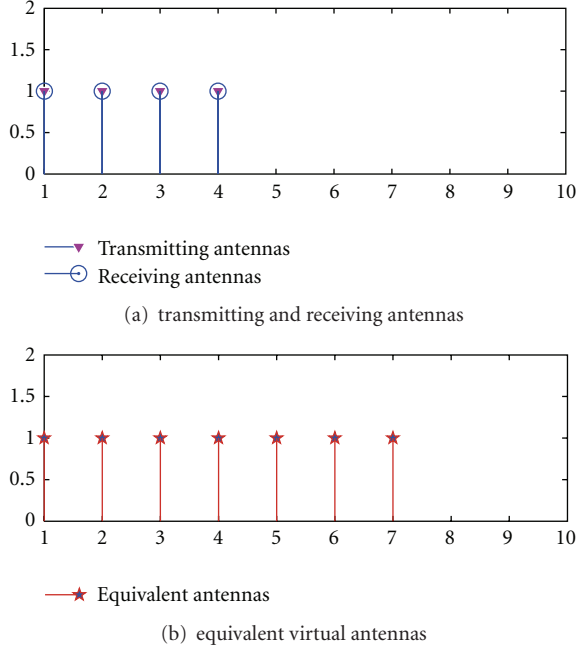 2
1.5
1
0.5
0
1 2 3 4 5 6 7 8 9 10
Transmitting antennas
Receiving antennas
(a) transmitting and receiving antennas
2
1.5
1
0.5
0
1 2 3 4 5 6 7 8 9 10
Equivalent antennas
(b) equivalent virtual antennas